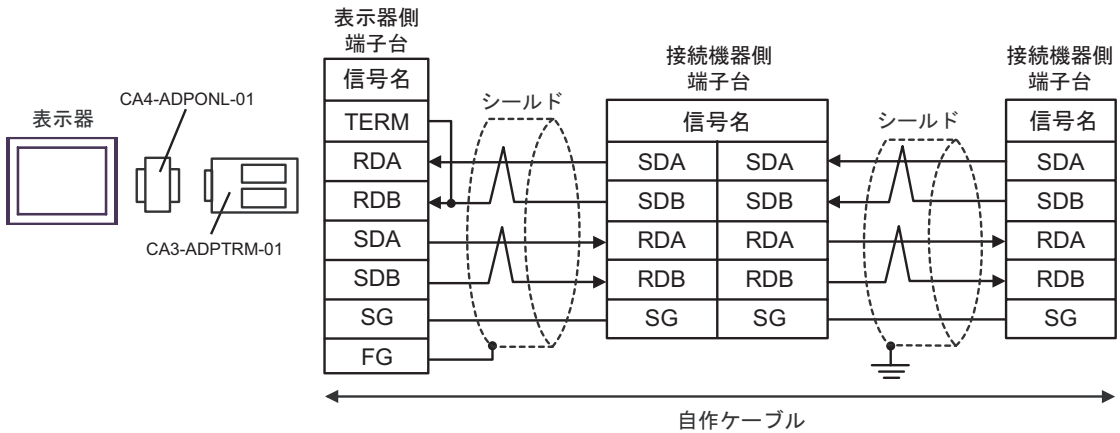 表示器
CA4-ADPONL-01
CA3-ADPTRM-01
表示器側
端子台
信号名
TERM
RDA
RDB
SDA
SDB
SG
FG
シールド
接続機器側
端子台
信号名
SDA SDA
SDB SDB
RDA RDA
RDB RDB
SG SG
シールド
接続機器側
端子台
信号名
SDA
SDB
RDA
RDB
SG
自作ケーブル